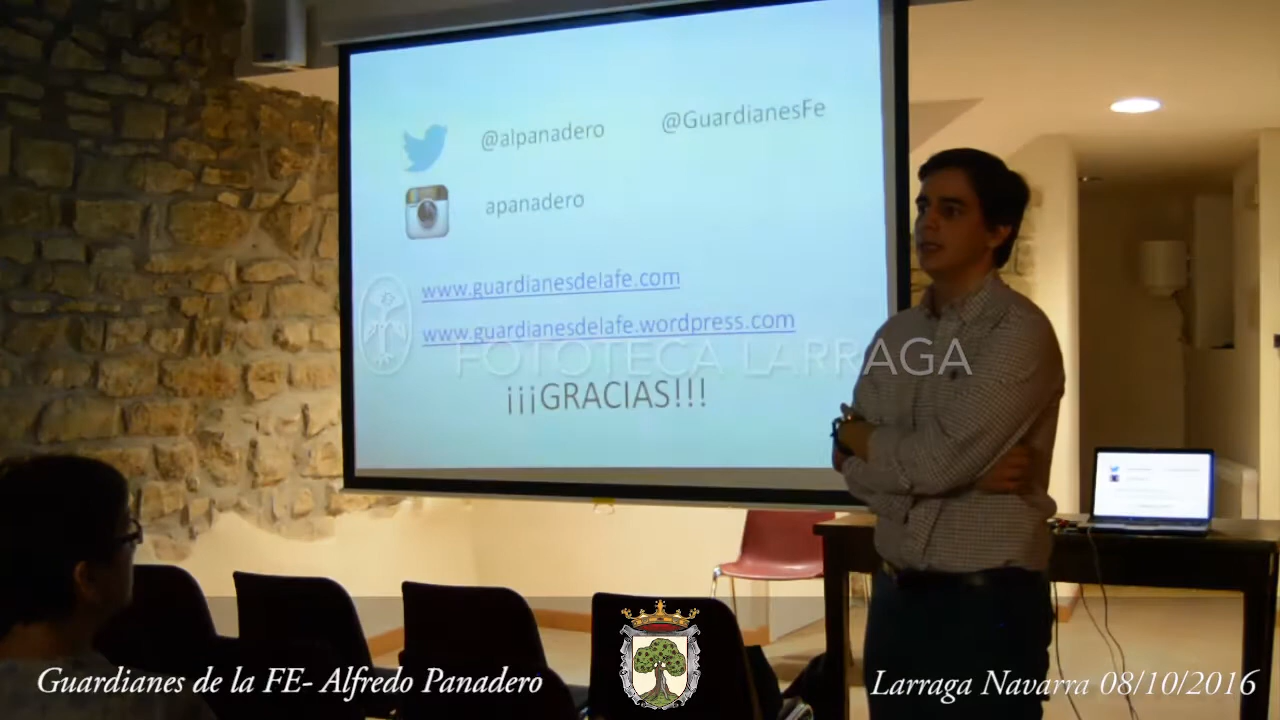 @alpanadero @GuardianesFe
apanadero
www.guardianesdelafe.com
www.guardianesdelafe.wordpress.com
FOTOTECA LARRAGA
¡¡¡GRACIAS!!!
Guardianes de la FE- Alfredo Panadero
Larraga Navarra 08/10/2016